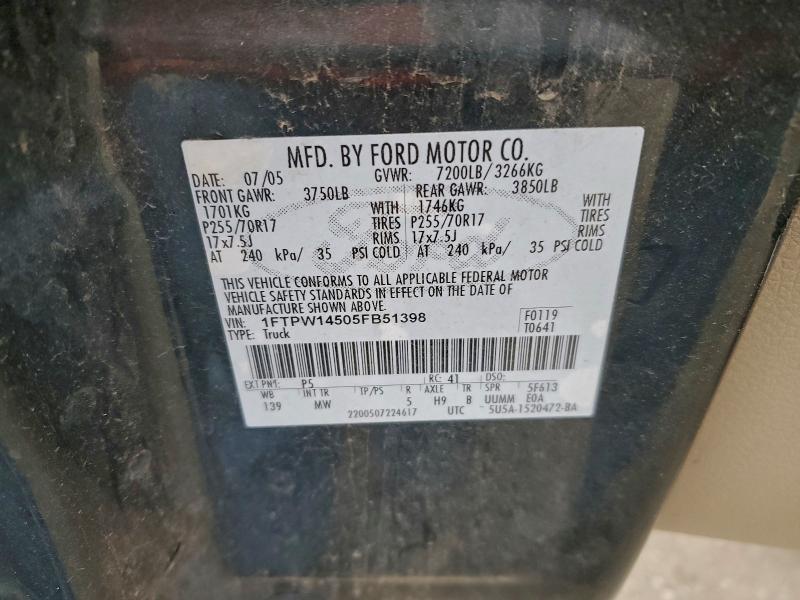 MFD. BY FORD MOTOR CO.
DATE: 07/05 GVWR: 7200LB/3266KG
FRONT GAWR: 3750LB REAR GAWR: 3850LB
1701KG WITH 1746KG WITH
P255/70R17 TIRES P255/70R17 TIRES
17x7.5J RIMS 17x7.5J RIMS
AT 240 kPa/ 35 PSI COLD AT 240 kPa/ 35 PSI COLD
THIS VEHICLE CONFORMS TO ALL APPLICABLE FEDERAL MOTOR
VEHICLE SAFETY STANDARDS IN EFFECT ON THE DATE OF
MANUFACTURE SHOWN ABOVE.
VIN: 1FTPW14505FB51398 F0119
TYPE: Truck T0641
EXT PNT: P5 RC: 41 DSO:
WB INT TR TP/PS R AXLE TR SPR 5F613
139 MW 5 H9 B UUMM E0A
2200507224617 UTC 5U5A-1520472-BA
Ford